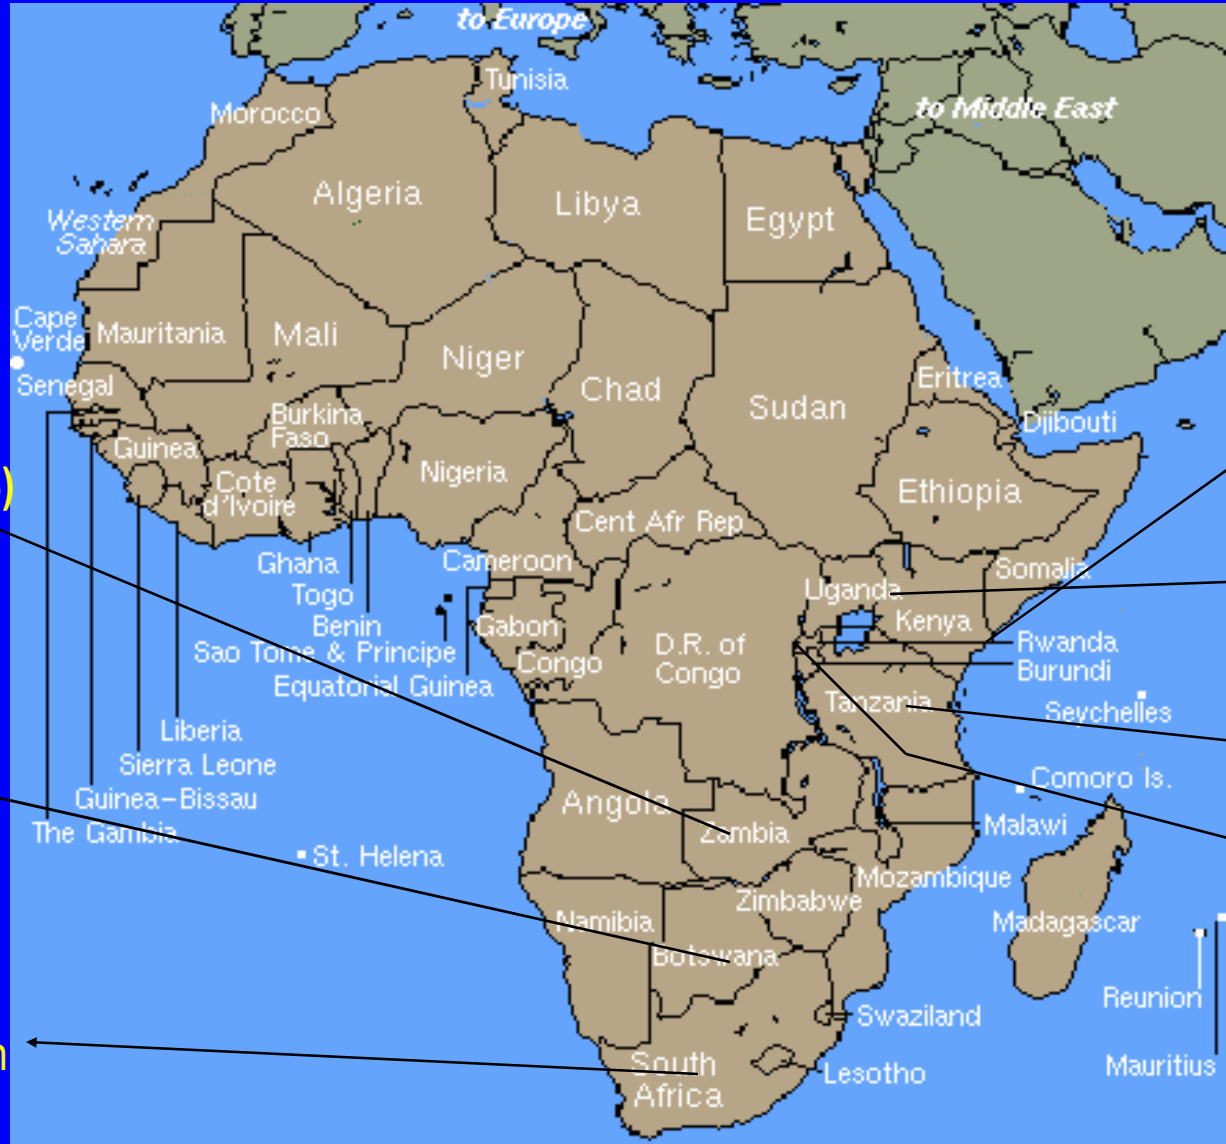 to Europe
to Middle East
Tunisia
Morocco
Algeria
Libya
Egypt
Western
Sahara
Cape
Verde
Mauritania
Mali
Niger
Chad
Sudan
Eritrea
Senegal
Burkina
Faso
Djibouti
Guinea
Nigeria
Cote
d'Ivoire
)
Ethiopia
Cent Afr Rep
Ghana
Cameroon
Somalia
Togo
Uganda
Benin
Gabon
Kenya
Sao Tome & Principe
Congo
D.R. of
Congo
Rwanda
Burundi
Equatorial Guinea
Tanzania
Seychelles
Liberia
Sierra Leone
Comoro Is.
Guinea-Bissau
Angola
The Gambia
Zambia
Malawi
St. Helena
Mozambique
Zimbabwe
Namibia
Madagascar
Botswana
Reunion
Swaziland
n
South
Africa
Lesotho
Mauritius